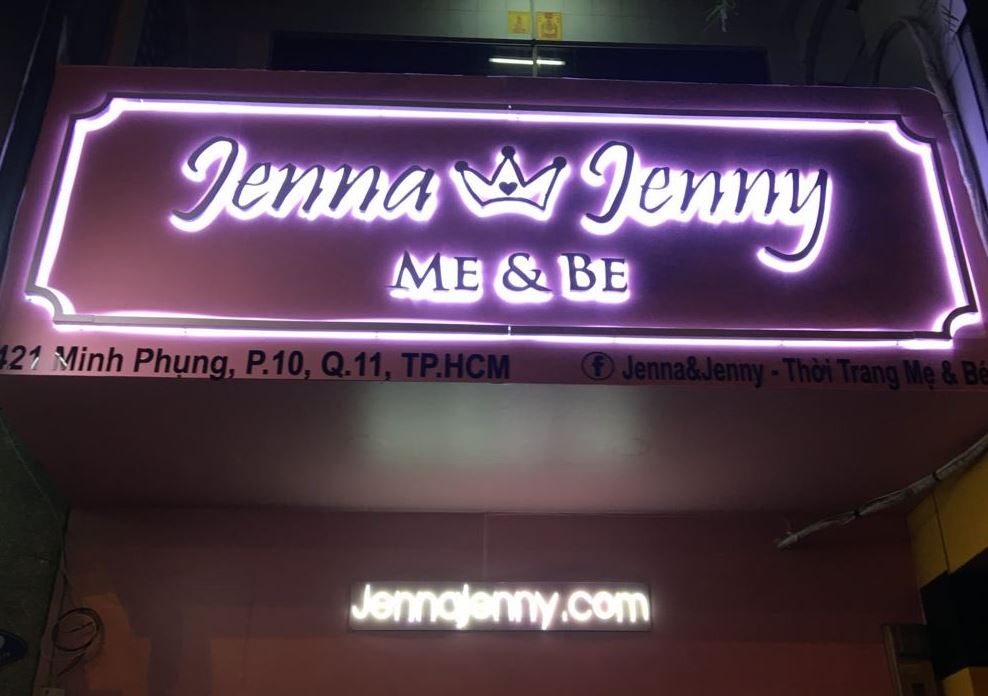 Jenna Jenny
ME & BE
421 Minh Phụng, P.10, Q.11, TP.HCM
Jenna&Jenny - Thời Trang Mẹ & Bé
Jennajenny.com